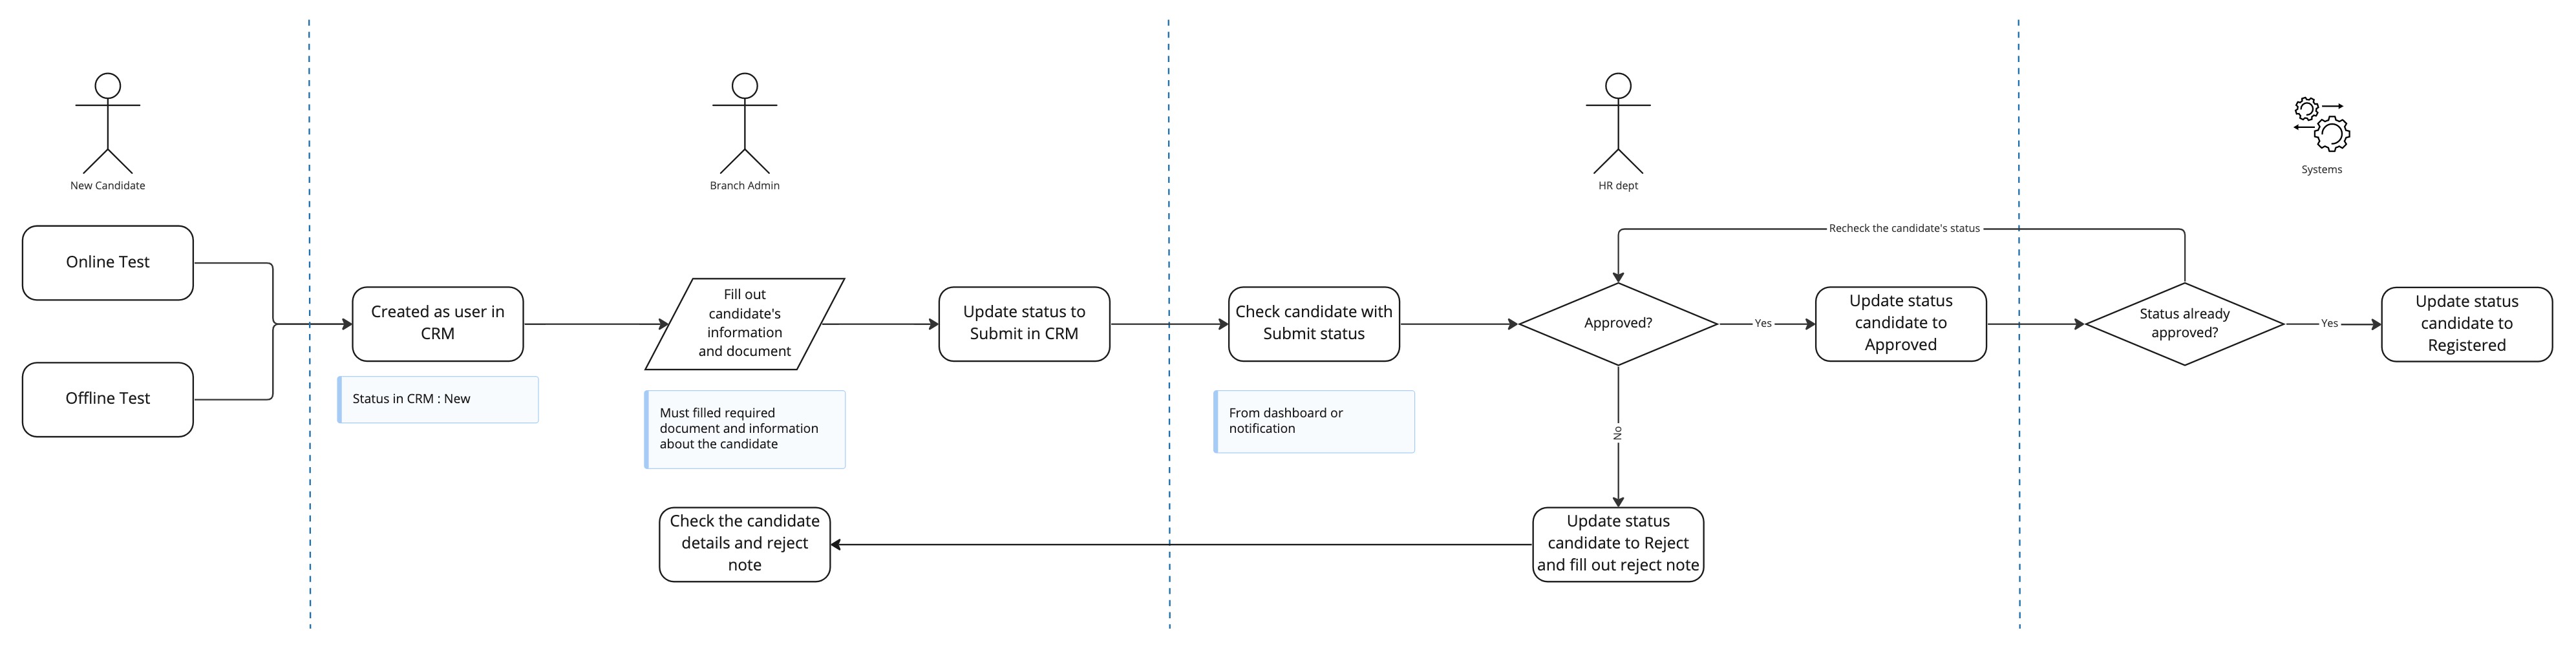 New Candidate
Branch Admin
HR dept
Systems
Recheck the candidate's status
Online Test
Offline Test
Created as user in
CRM
Status in CRM : New
Fill out
candidate's
information
and document
Must filled required
document and information
about the candidate
Update status to
Submit in CRM
Check candidate with
Submit status
From dashboard or
notification
Approved?
Yes
Update status
candidate to
Approved
Status already
approved?
Yes
Update status
candidate to
Registered
No
Update status
candidate to Reject
and fill out reject note
Check the candidate
details and reject
note